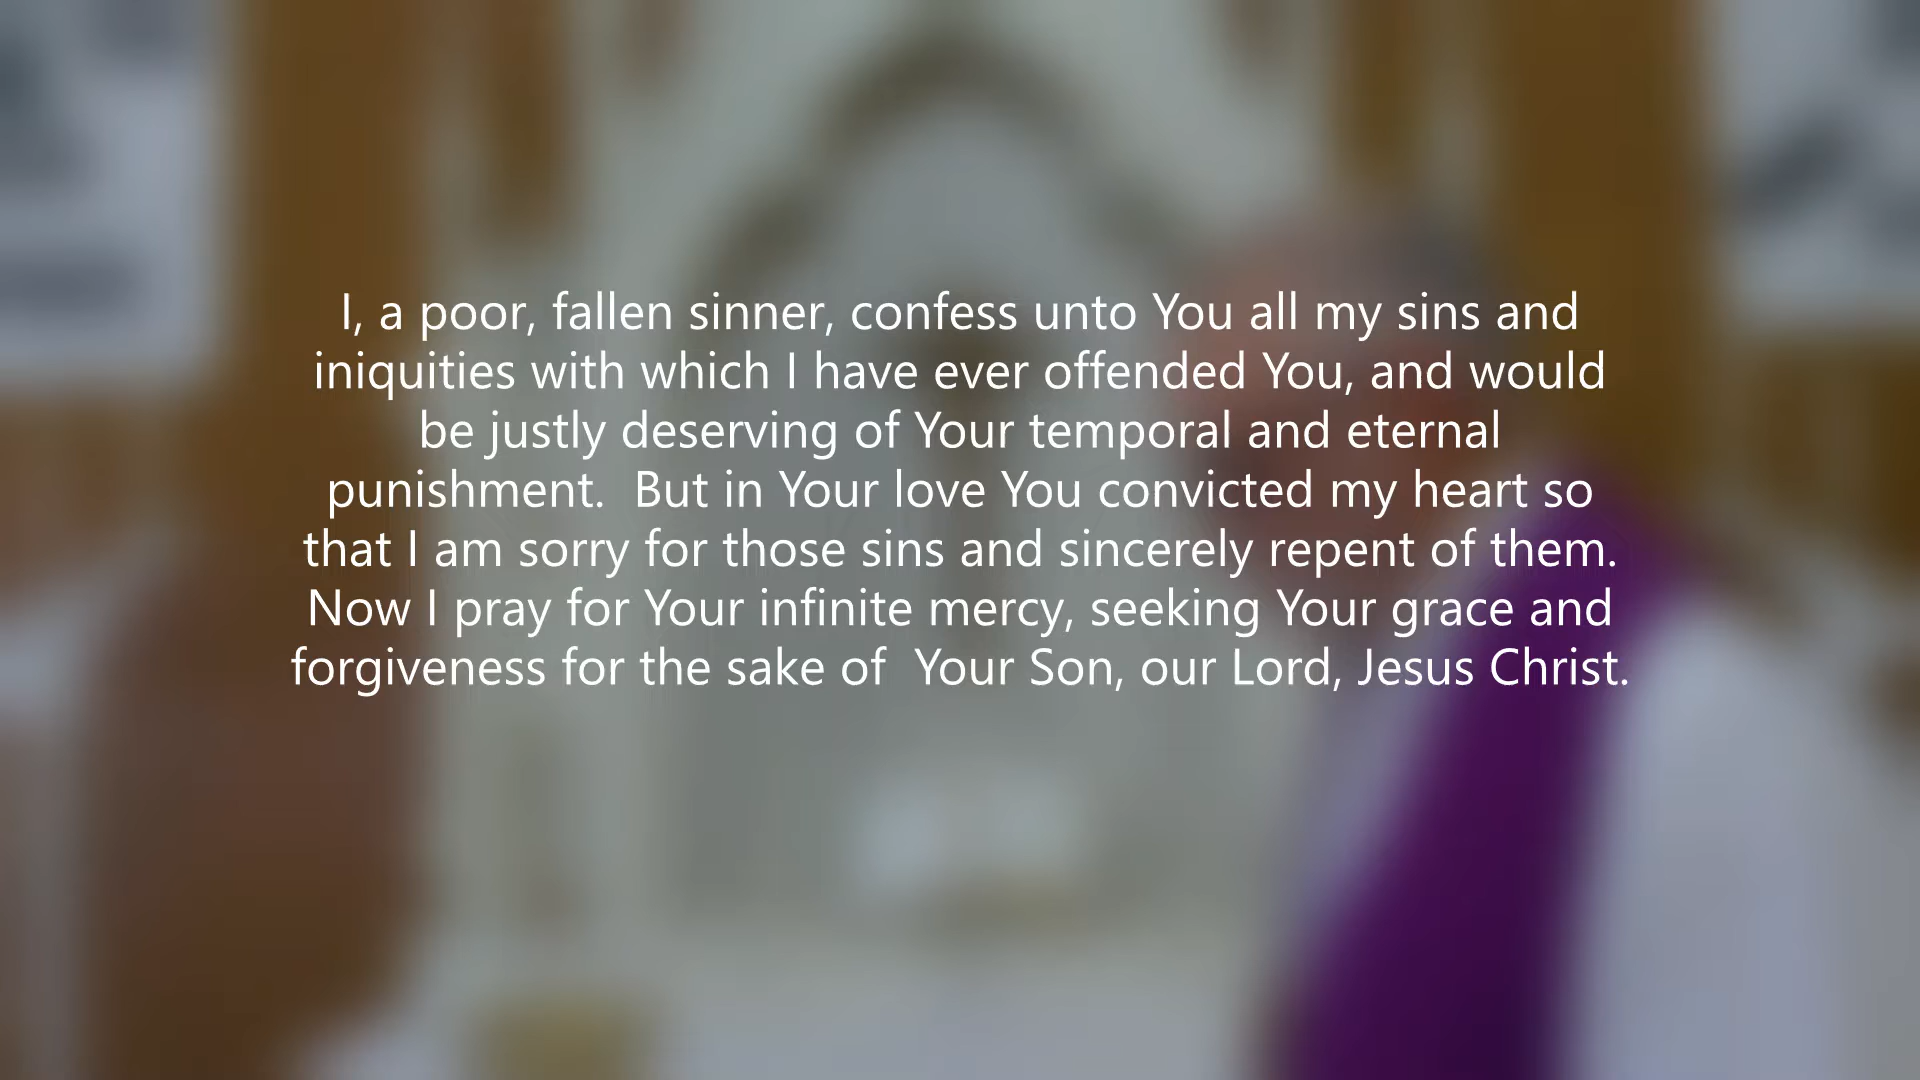 I, a poor, fallen sinner, confess unto You all my sins and
iniquities with which I have ever offended You, and would
be justly deserving of Your temporal and eternal
punishment.  But in Your love You convicted my heart so
that I am sorry for those sins and sincerely repent of them.
Now I pray for Your infinite mercy, seeking Your grace and
forgiveness for the sake of  Your Son, our Lord, Jesus Christ.